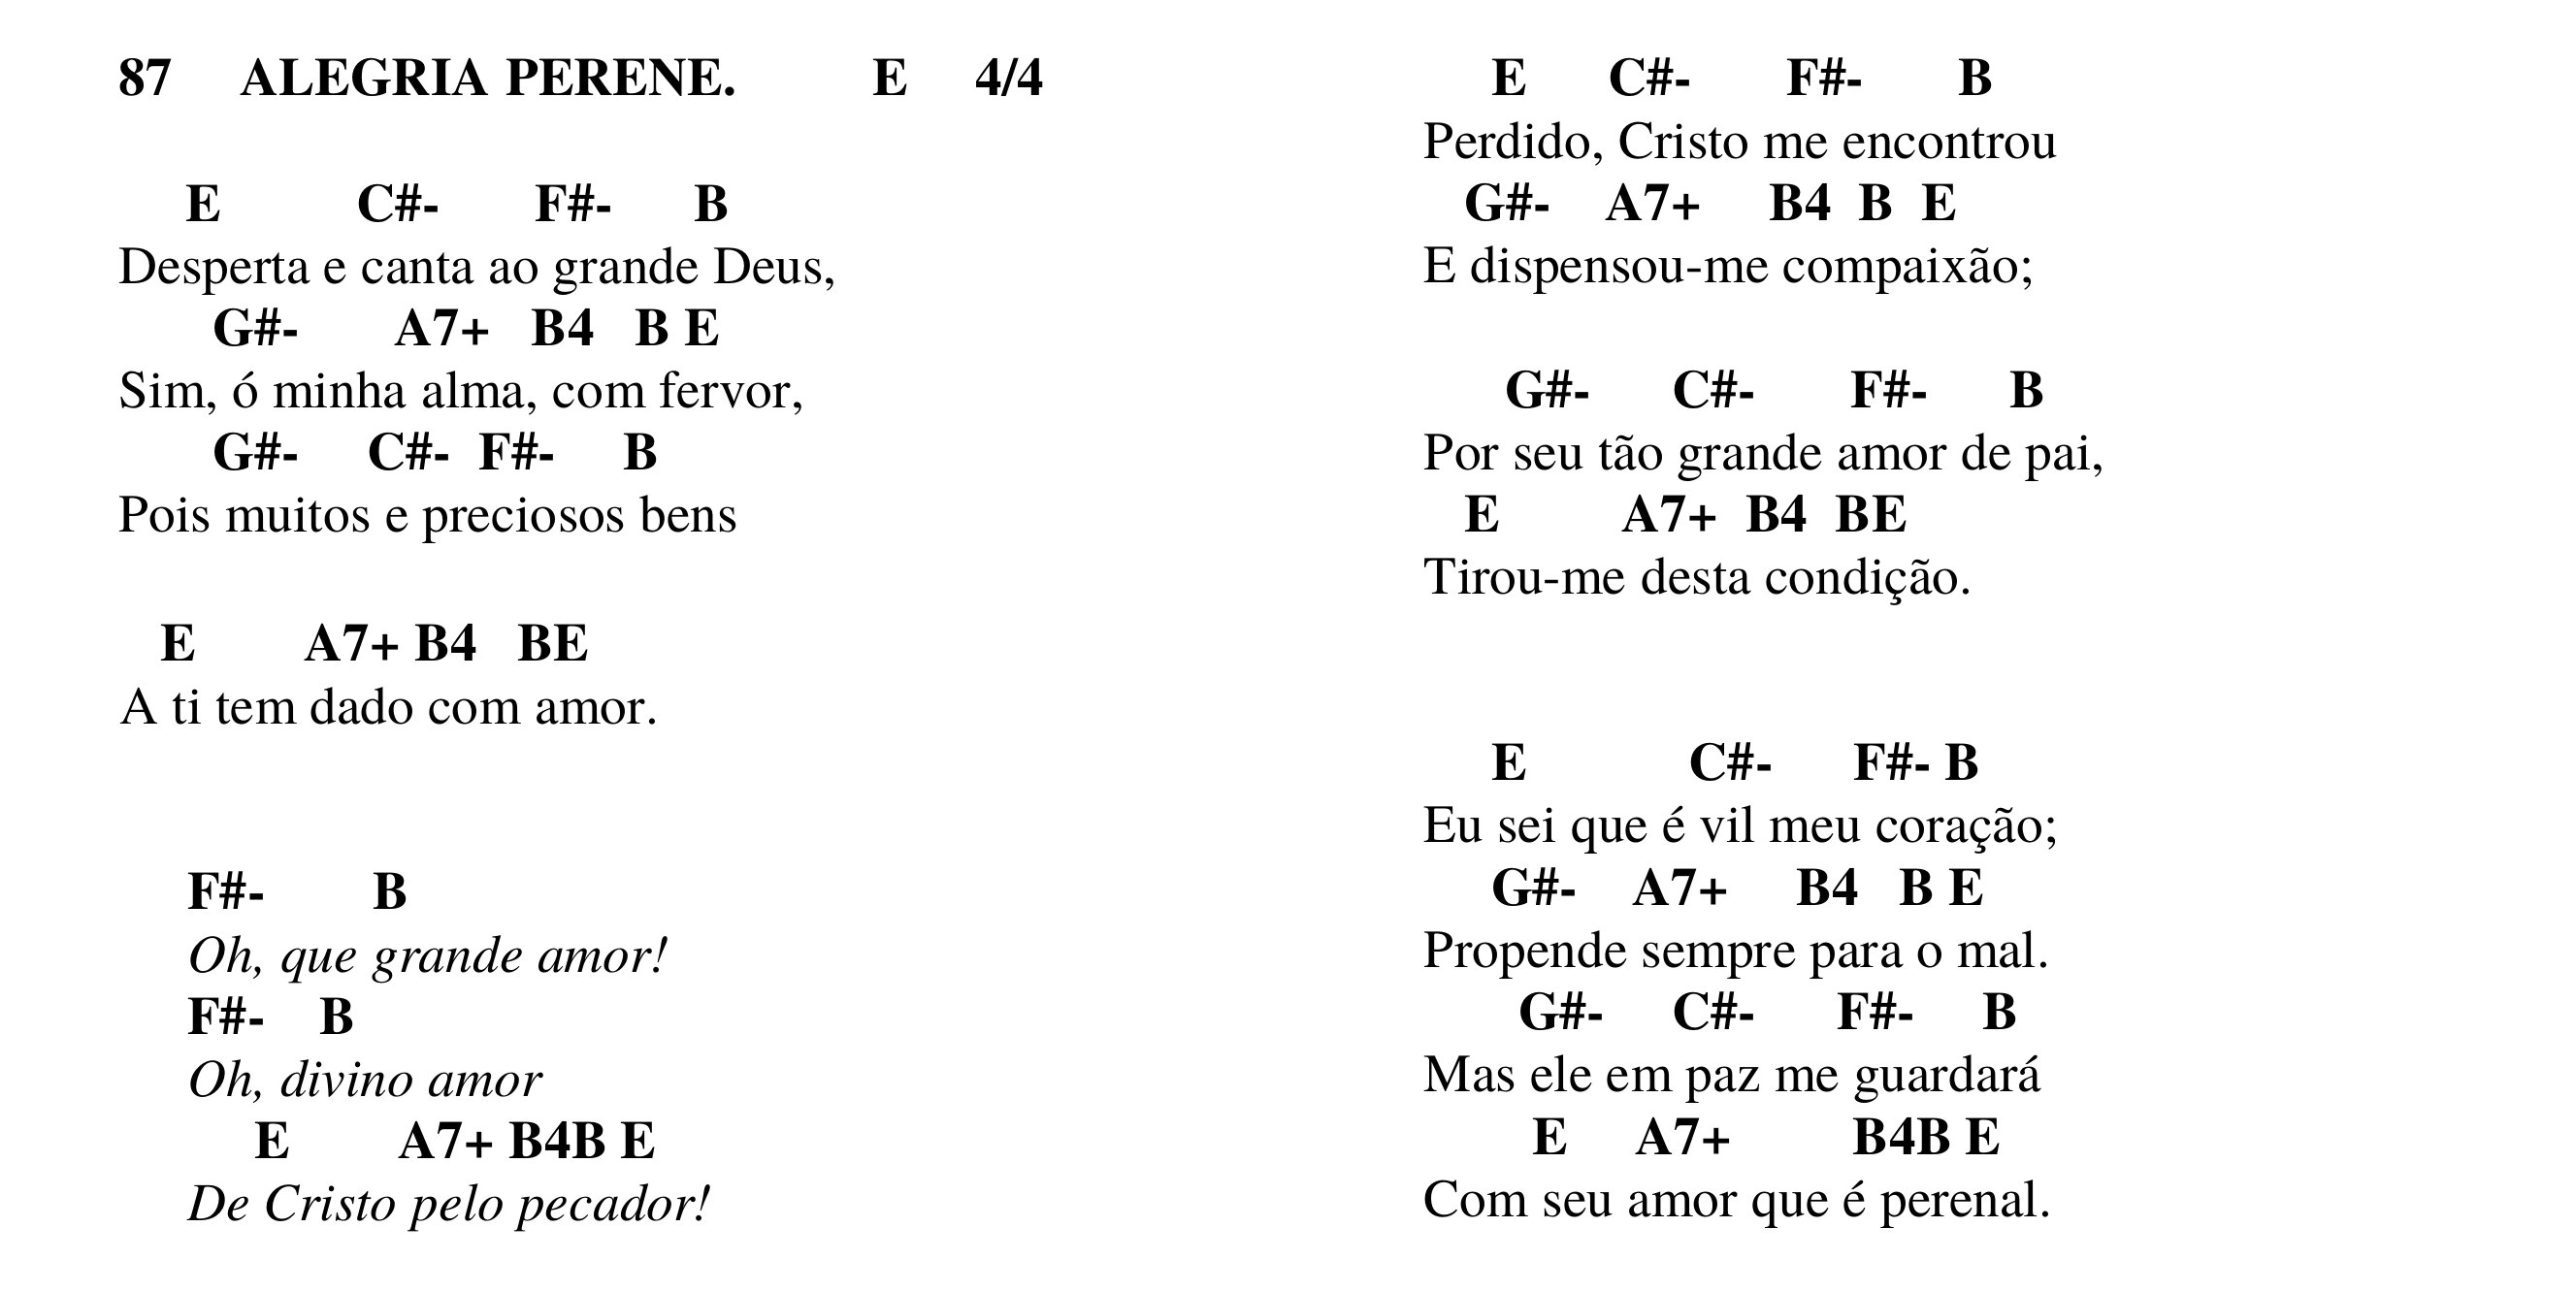 87 ALEGRIA PERENE. E 4/4
E C#- F#- B
Desperta e canta ao grande Deus,
G#- A7+ B4 B E
Sim, ó minha alma, com fervor,
G#- C#- F#- B
Pois muitos e preciosos bens
E A7+ B4 BE
A ti tem dado com amor.
F#- B
Oh, que grande amor!
F#- B
Oh, divino amor
E A7+ B4B E
De Cristo pelo pecador!
E C#- F#- B
Perdido, Cristo me encontrou
G#- A7+ B4 B E
E dispensou-me compaixão;
G#- C#- F#- B
Por seu tão grande amor de pai,
E A7+ B4 BE
Tirou-me desta condição.
E C#- F#- B
Eu sei que é vil meu coração;
G#- A7+ B4 B E
Propende sempre para o mal.
G#- C#- F#- B
Mas ele em paz me guardará
E A7+ B4B E
Com seu amor que é perenal.